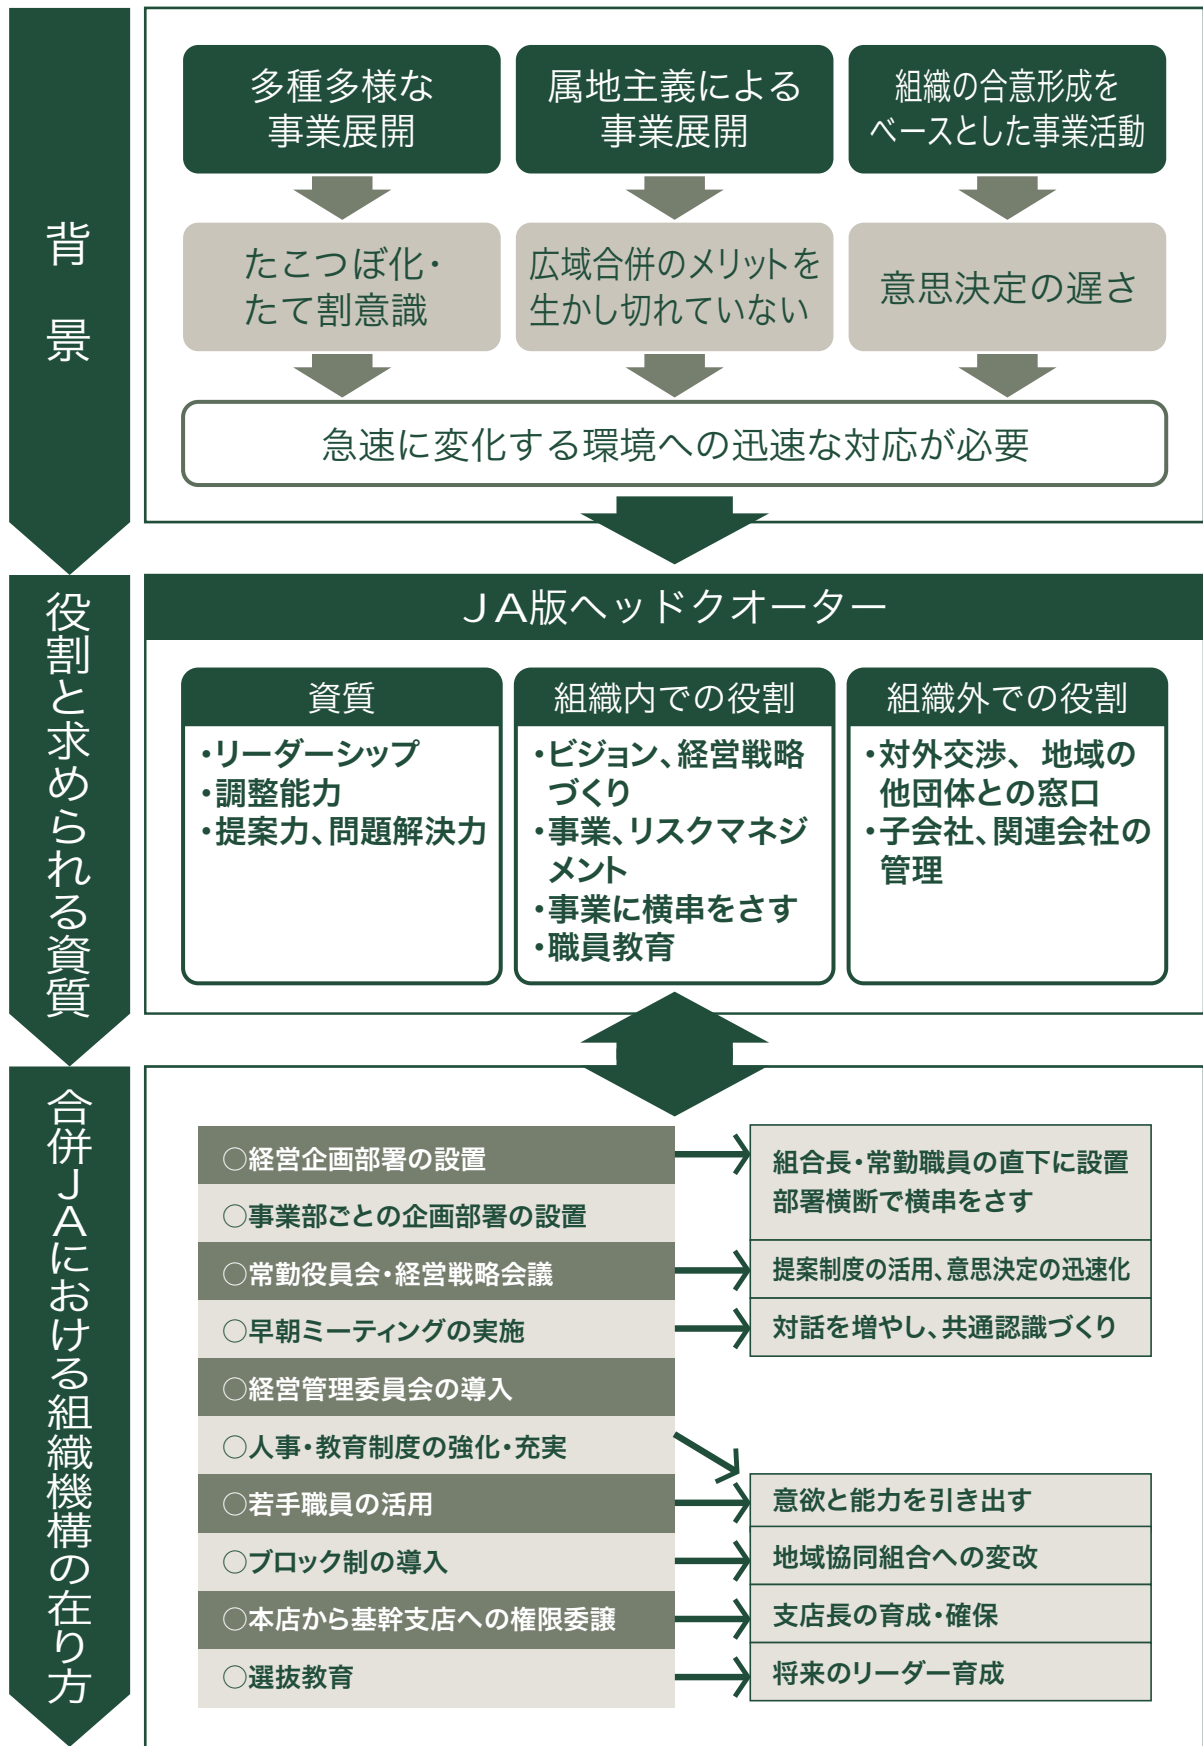 背景
多種多様な
事業展開
属地主義による
事業展開
組織の合意形成を
ベースとした事業活動
たこつぼ化・
たて割意識
広域合併のメリットを
生かし切れていない
意思決定の遅さ
急速に変化する環境への迅速な対応が必要
役割と求められる資質
JA版ヘッドクオーター
資質
・リーダーシップ
・調整能力
・提案力、問題解決力
組織内での役割
・ビジョン、経営戦略
づくり
・事業、リスクマネジ
メント
・事業に横串をさす
・職員教育
組織外での役割
・対外交渉、地域の
他団体との窓口
・子会社、関連会社の
管理
合併JAにおける組織機構の在り方
○経営企画部署の設置
○事業部ごとの企画部署の設置
組合長・常勤職員の直下に設置
部署横断で横串をさす
○常勤役員会・経営戦略会議
提案制度の活用、意思決定の迅速化
○早朝ミーティングの実施
対話を増やし、共通認識づくり
○経営管理委員会の導入
○人事・教育制度の強化・充実
○若手職員の活用
意欲と能力を引き出す
○ブロック制の導入
地域協同組合への変改
○本店から基幹支店への権限委譲
支店長の育成・確保
○選抜教育
将来のリーダー育成